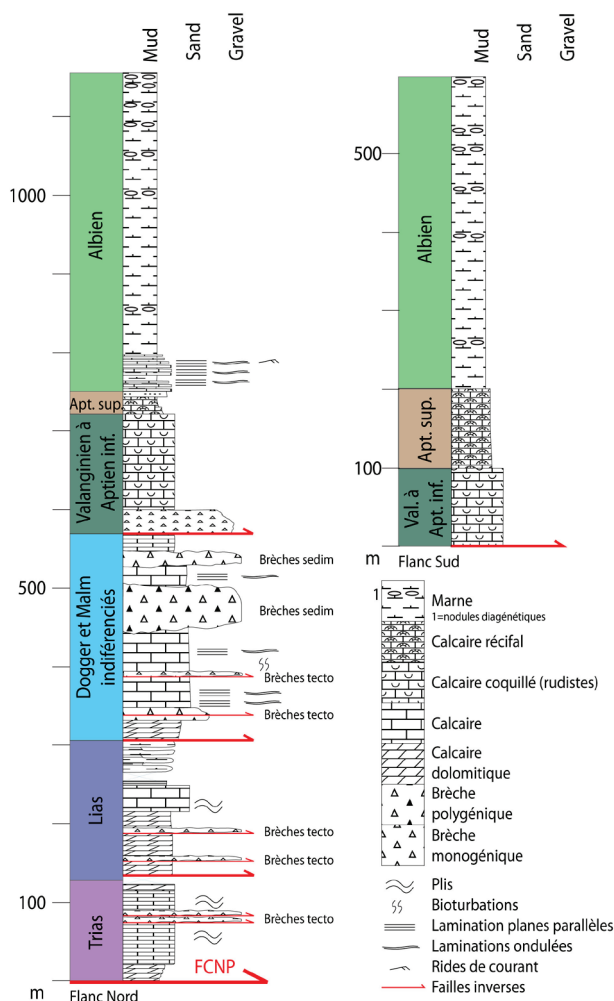 Mud
Sand
Gravel
1000
Albien
Apt. sup.
Valanginien à
Aptien inf.
500
Dogger et Malm
indiférenciés
Brèches sedim
Brèches sedim
Brèches tecto
Brèches tecto
Lias
Brèches tecto
Brèches tecto
100
Trias
Brèches tecto
FCNP
m
Flanc Nord
Mud
Sand
Gravel
500
Albien
Apt. sup.
100
Val. à
Apt. inf.
m
Flanc Sud
1
Marne
1=nodules diagénétiques
Calcaire récifal
Calcaire coquillé (rudistes)
Calcaire
Calcaire
dolomitique
Brèche
polygénique
Brèche
monogénique
Plis
Bioturbations
Lamination planes parallèles
Laminations ondulées
Rides de courant
Failles inverses